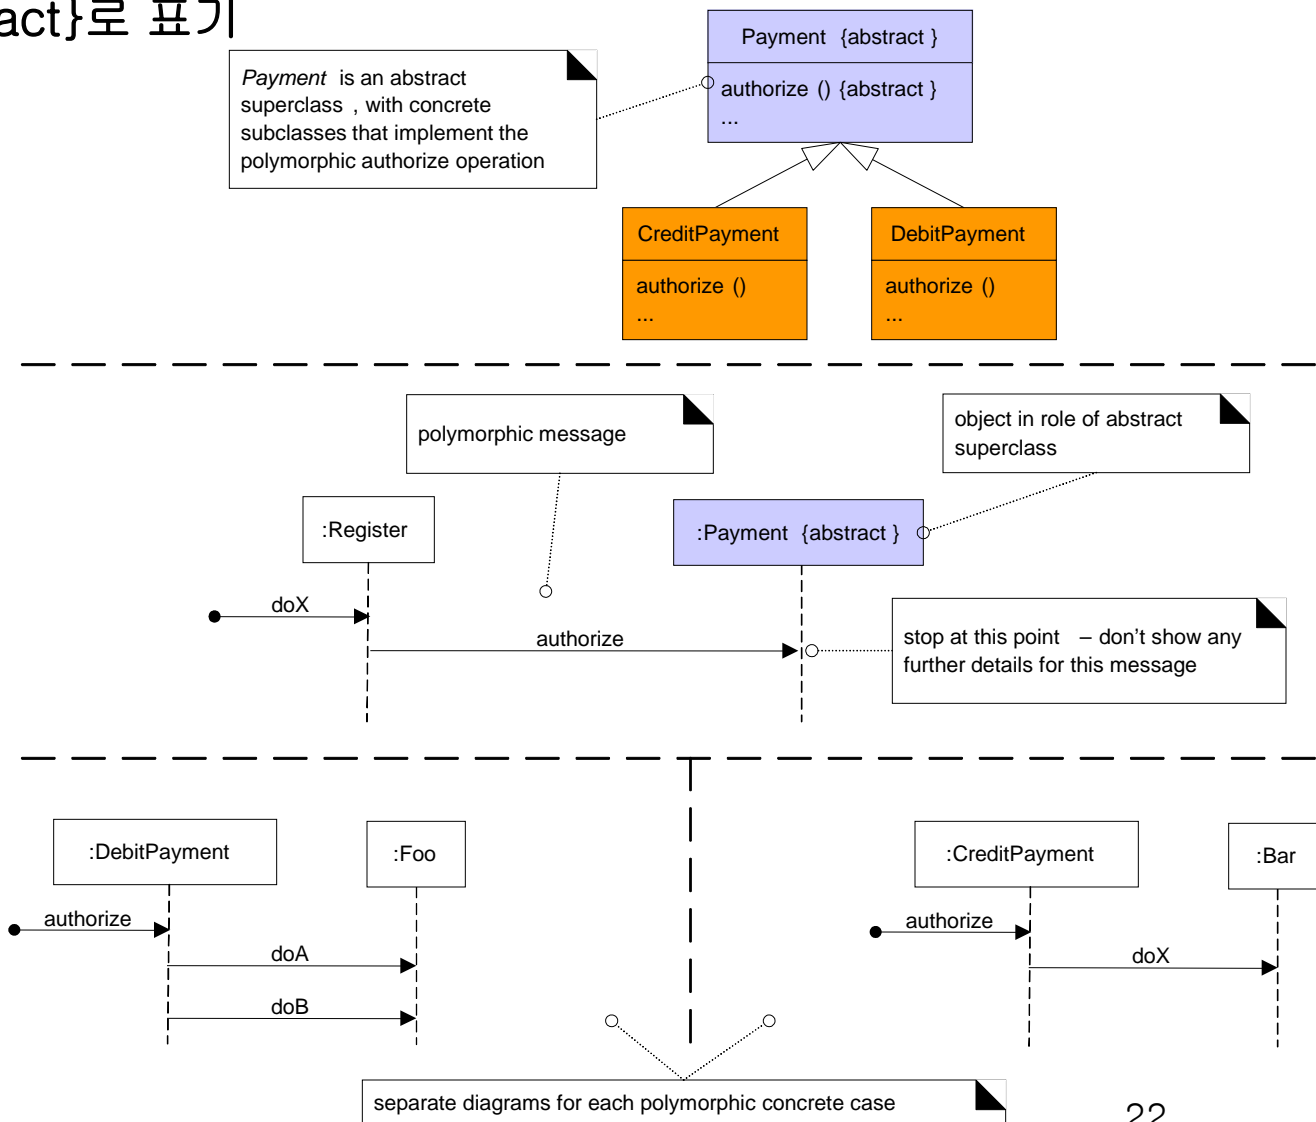 act}로 표기
Payment {abstract }
authorize () {abstract }
...
Payment is an abstract
superclass , with concrete
subclasses that implement the
polymorphic authorize operation
CreditPayment
authorize ()
...
DebitPayment
authorize ()
...
polymorphic message
object in role of abstract
superclass
:Register
:Payment {abstract }
doX
authorize
stop at this point – don't show any
further details for this message
:DebitPayment
:Foo
authorize
doA
doB
:CreditPayment
:Bar
authorize
doX
separate diagrams for each polymorphic concrete case
22